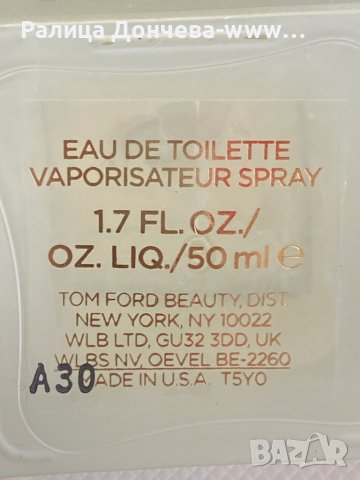 Ралица Дончева-www...
EAU DE TOILETTE
VAPORISATEUR SPRAY
1.7 FL. OZ./
OZ. LIQ./50 ml ℮
TOM FORD BEAUTY, DIST.
NEW YORK, NY 10022
WLB LTD, GU32 3DD, UK
WLBS NV, OEVEL BE-2260
MADE IN U.S.A. T5Y0
A30
BAZAR
bg